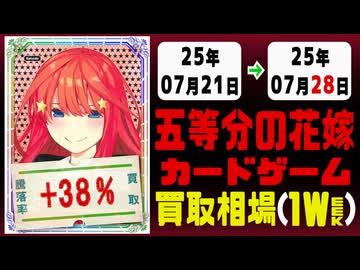 25年
07月21日
25年
07月28日
五等分の花嫁
カードゲーム
買取相場(1WEEK)
騰落率
+38%
買取